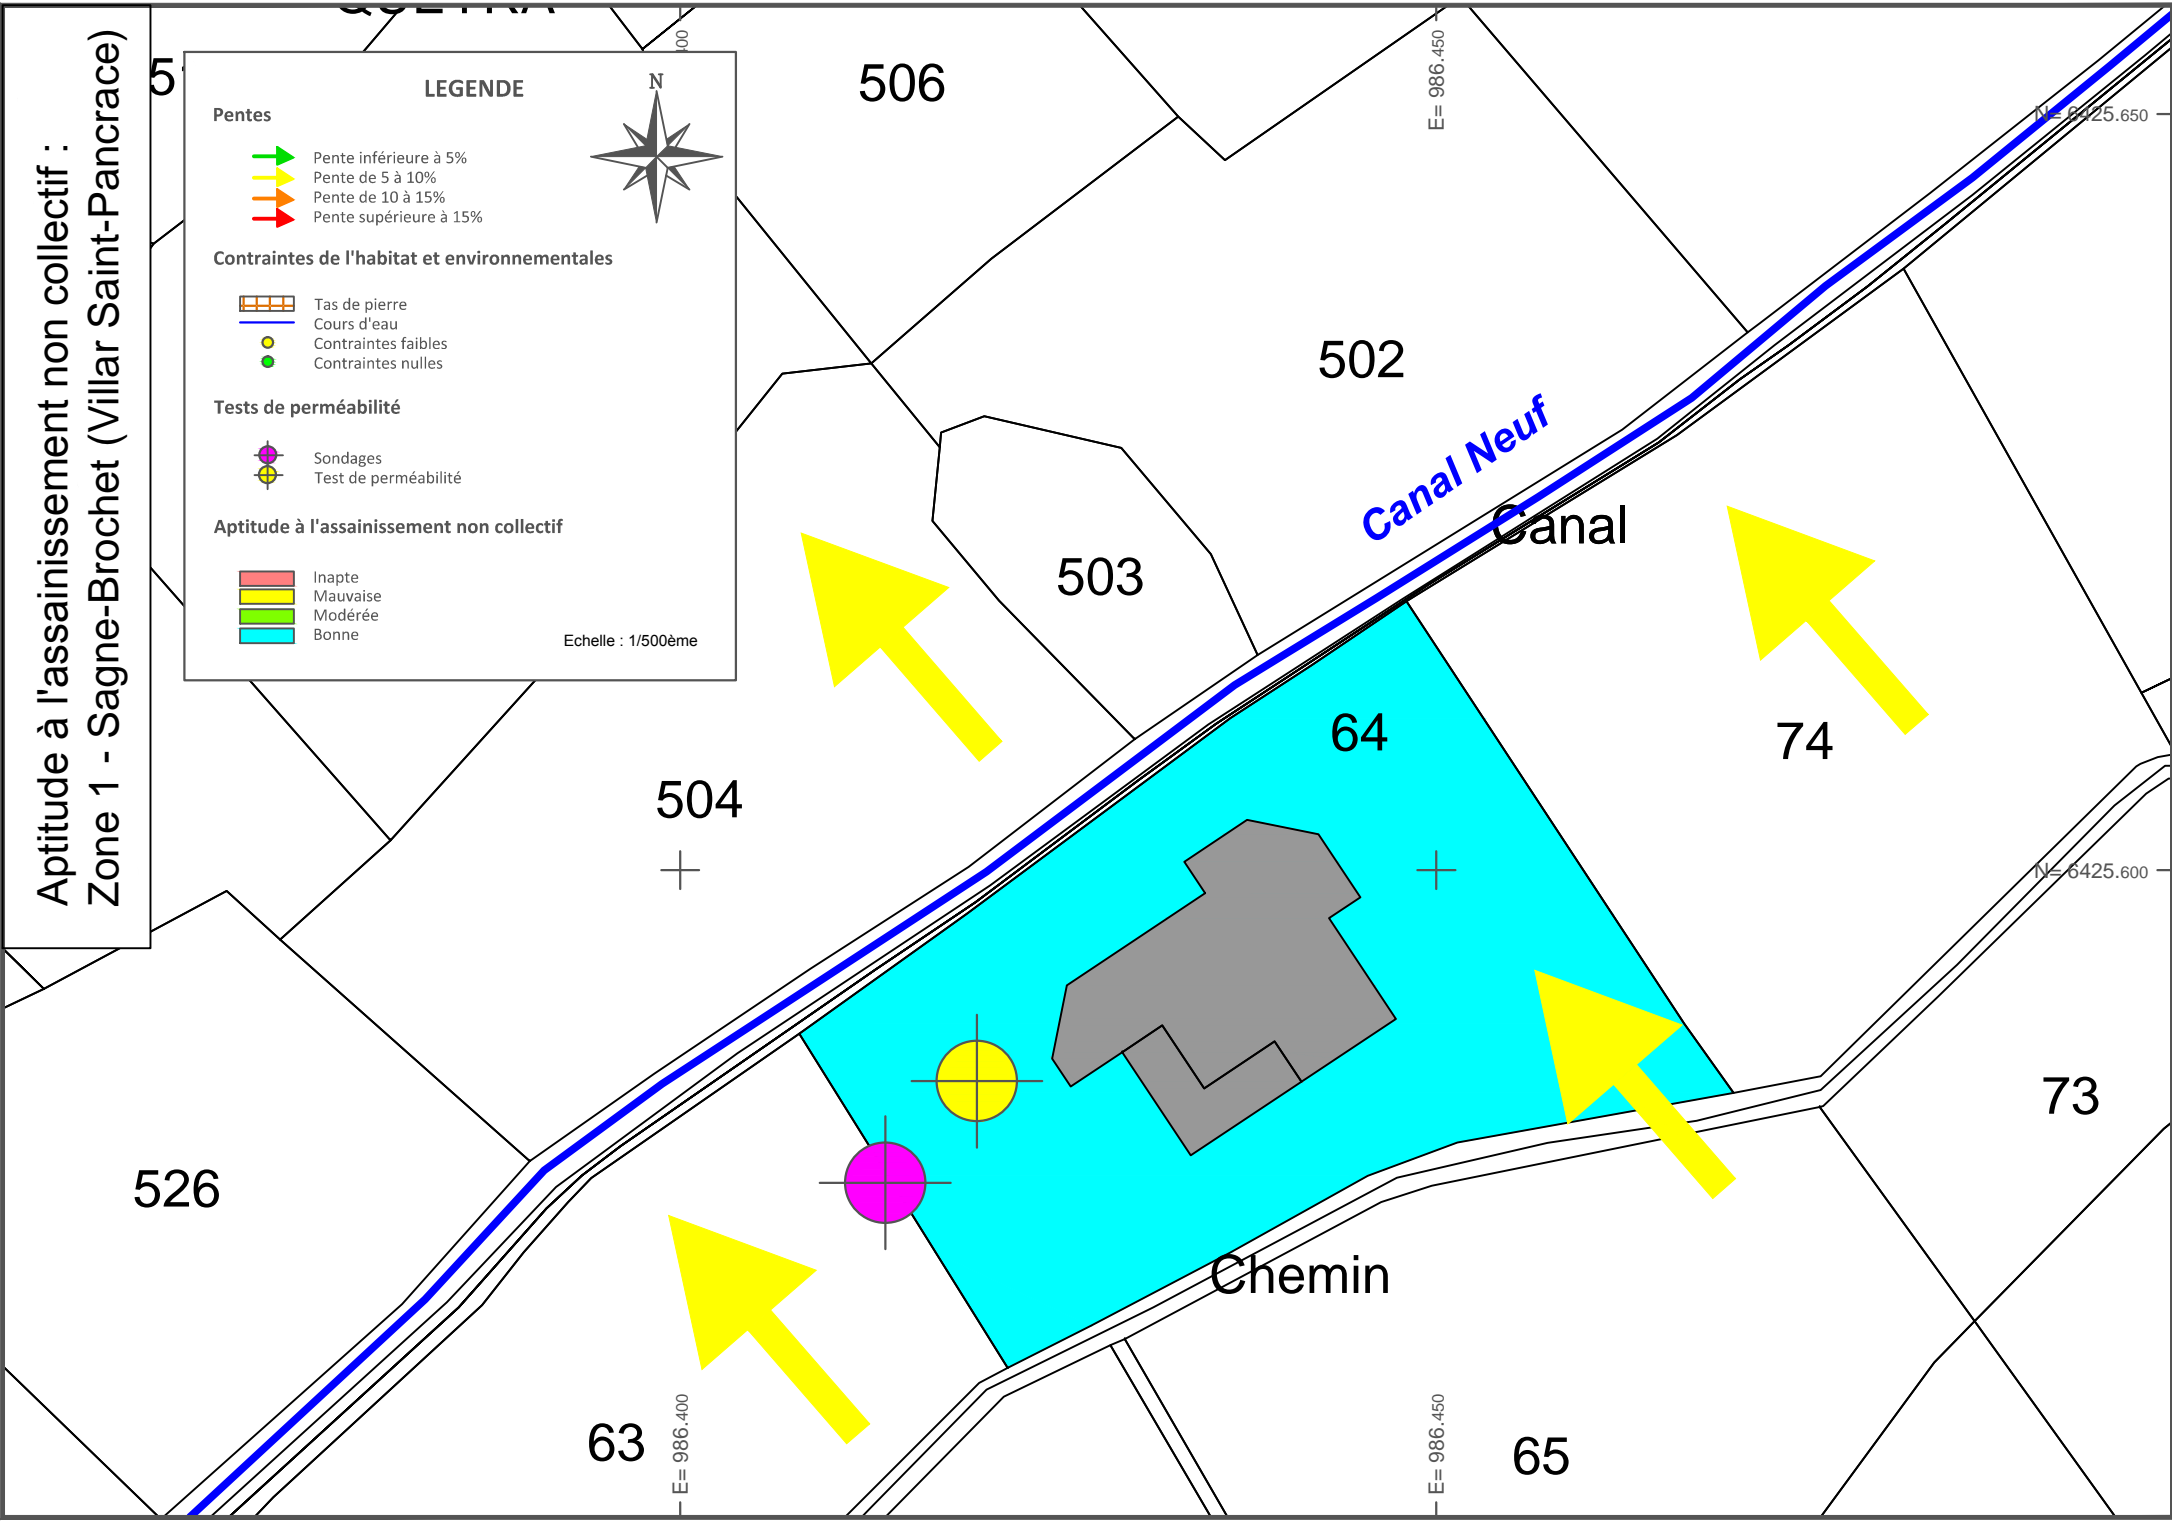 Aptitude à l'assainissement non collectif :
Zone 1 - Sagne-Brochet (Villar Saint-Pancrace)
LEGENDE
N
Pentes
Pente inférieure à 5%
Pente de 5 à 10%
Pente de 10 à 15%
Pente supérieure à 15%
Contraintes de l'habitat et environnementales
Tas de pierre
Cours d'eau
Contraintes faibles
Contraintes nulles
Tests de perméabilité
Sondages
Test de perméabilité
Aptitude à l'assainissement non collectif
Inapte
Mauvaise
Modérée
Bonne
Echelle : 1/500ème
506
E= 986.450
N= 6425.650
502
Canal Neuf
Canal
503
64
74
504
N= 6425.600
73
526
Chemin
63
E= 986.400
E= 986.450
65